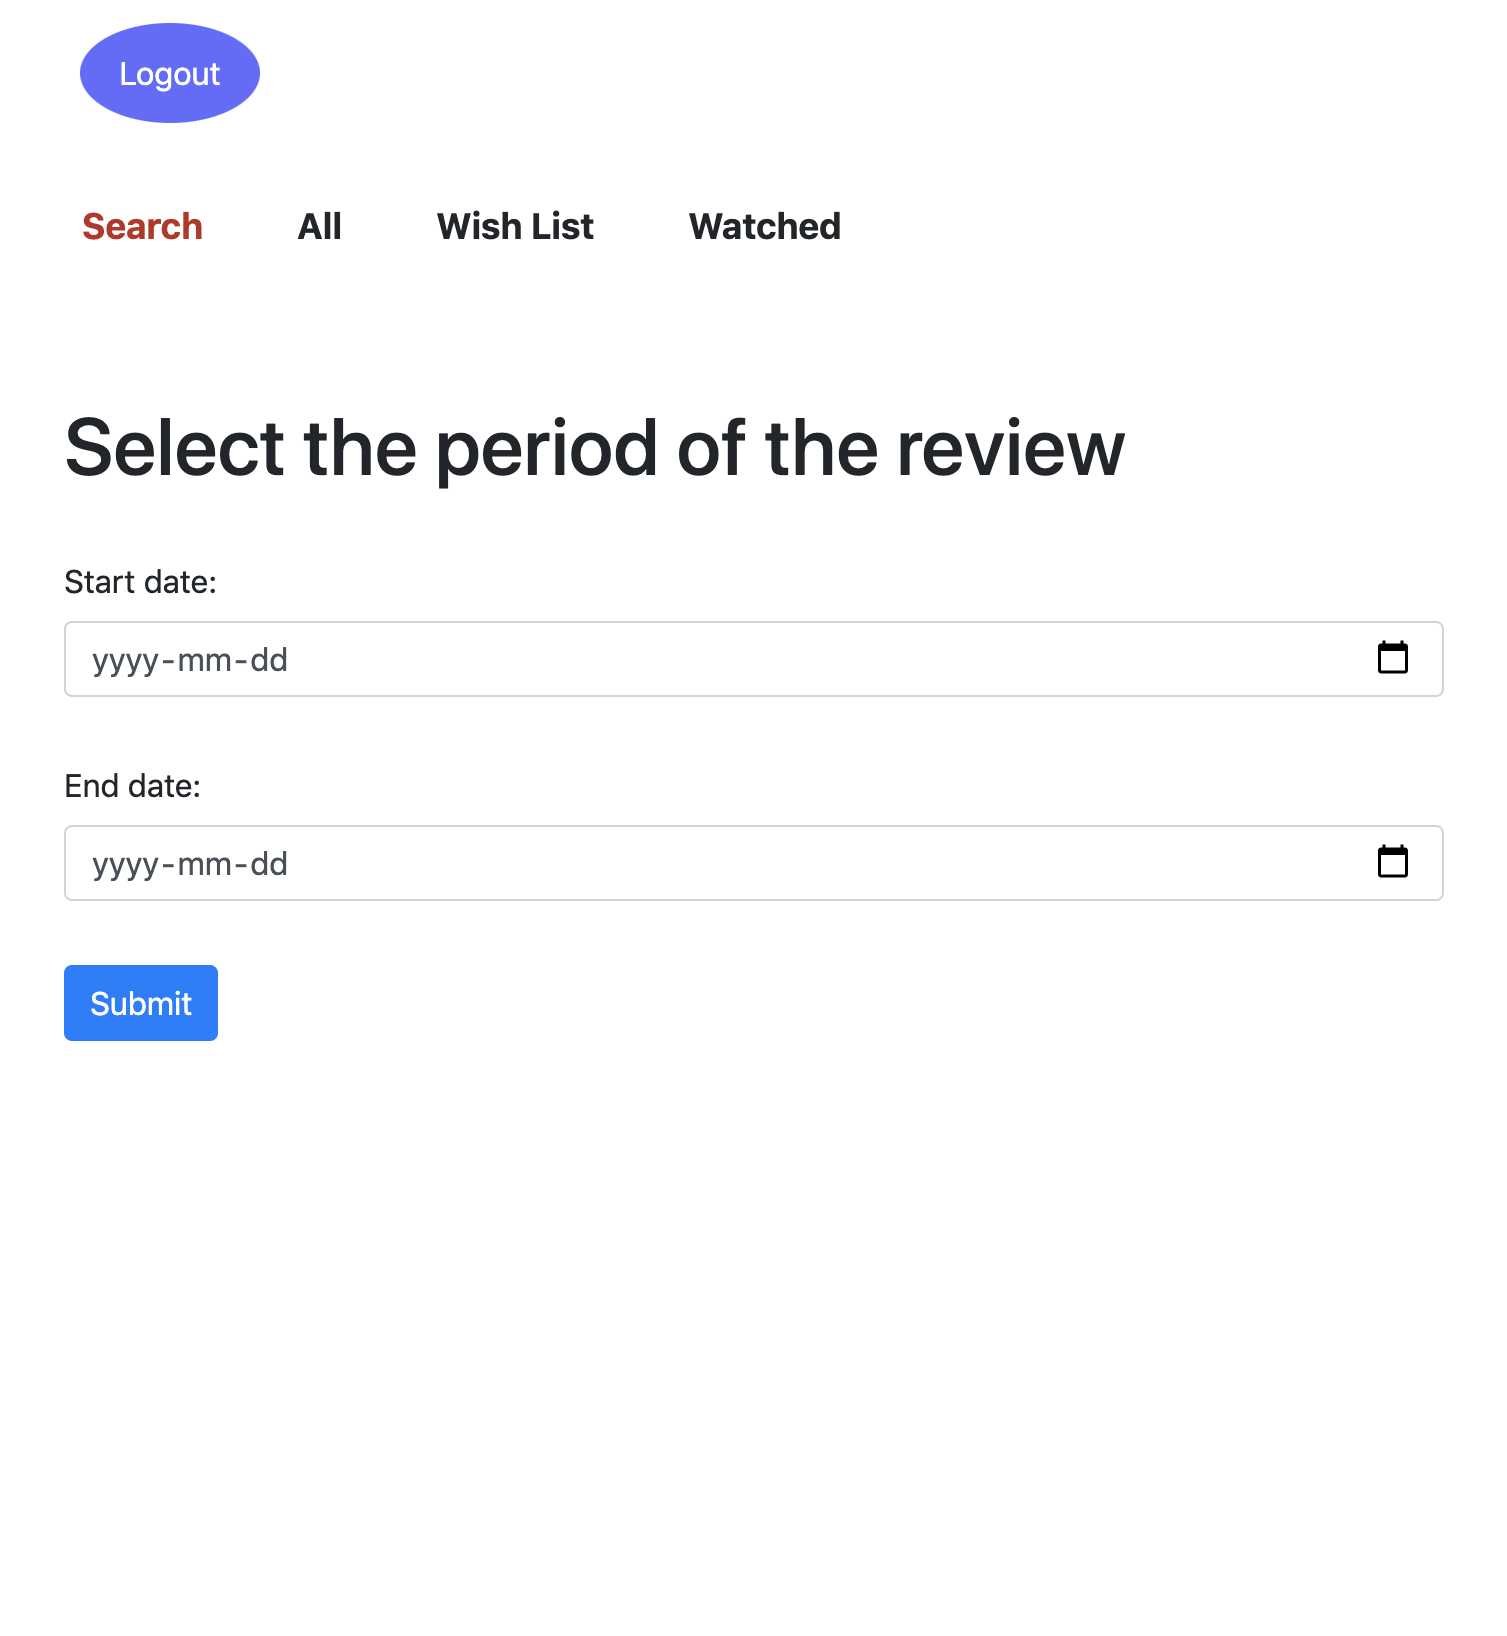 Logout
Search All Wish List Watched
Select the period of the review
Start date:
yyyy-mm-dd
End date:
yyyy-mm-dd
Submit